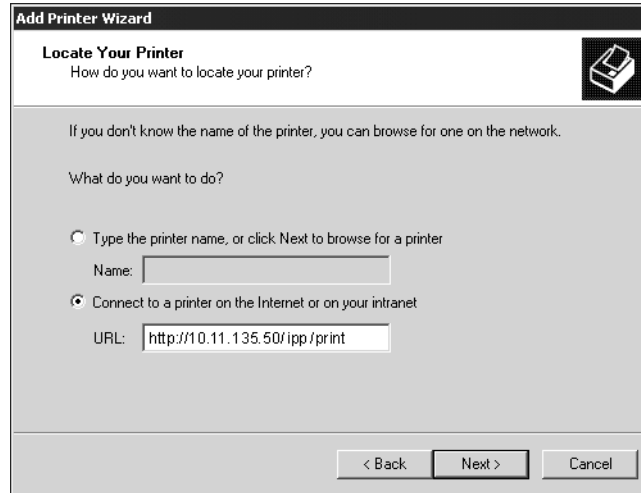 Add Printer Wizard
Locate Your Printer
How do you want to locate your printer?
If you don't know the name of the printer, you can browse for one on the network.
What do you want to do?
Type the printer name, or click Next to browse for a printer
Name:
Connect to a printer on the Internet or on your intranet
URL: http://10.11.135.50/ipp/print
< Back Next > Cancel